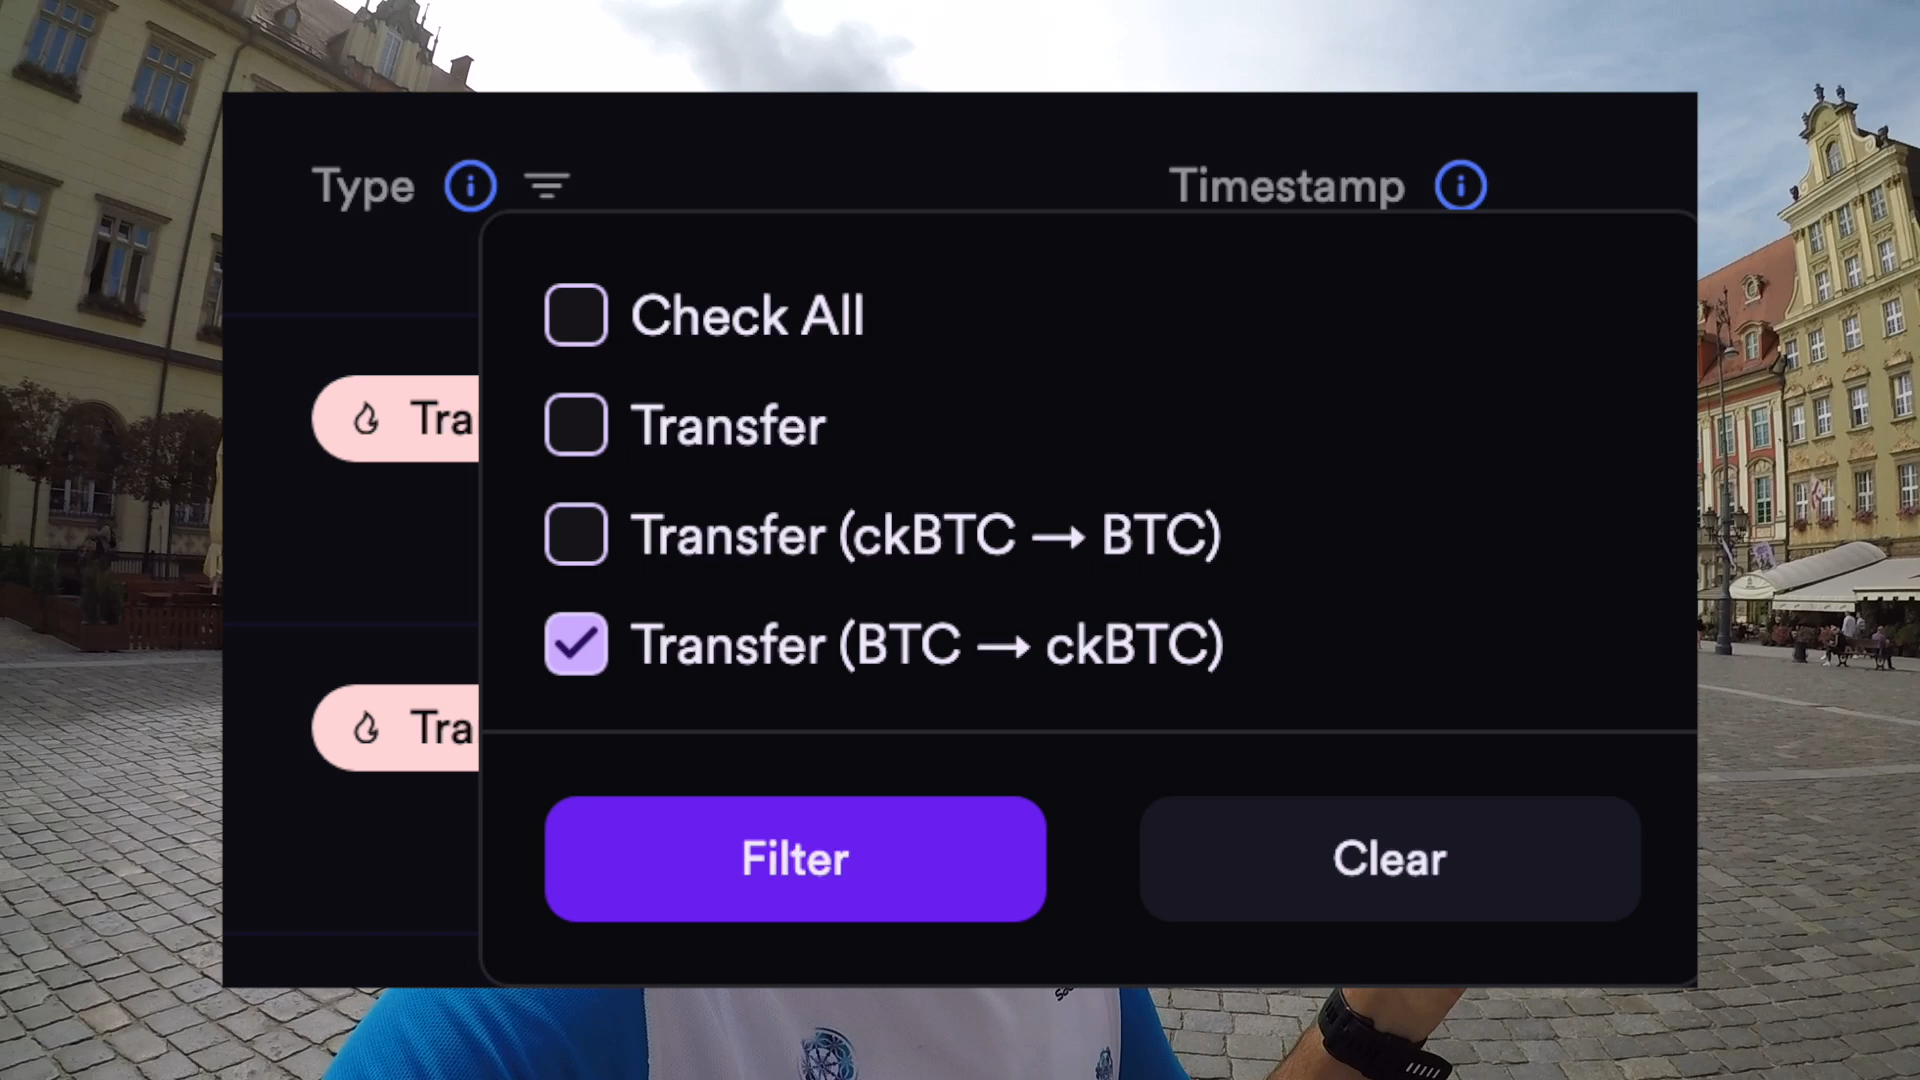 Type
Timestamp
Check All
Transfer
Transfer (ckBTC → BTC)
Transfer (BTC → ckBTC)
Tra
Tra
Filter
Clear